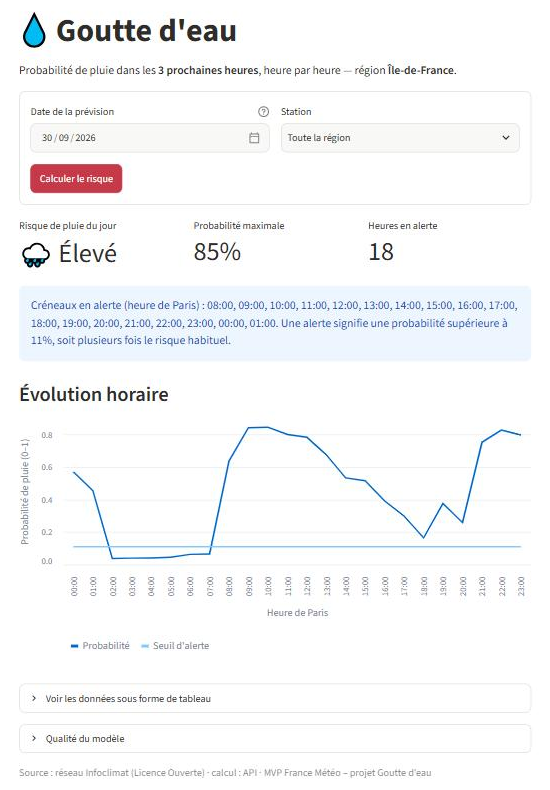 Goutte d'eau
Probabilité de pluie dans les 3 prochaines heures, heure par heure — région Île-de-France.
Date de la prévision
Station
30/09/2026
Toute la région
Calculer le risque
Risque de pluie du jour
Probabilité maximale
Heures en alerte
Élevé
85%
18
Créneaux en alerte (heure de Paris) : 08:00, 09:00, 10:00, 11:00, 12:00, 13:00, 14:00, 15:00, 16:00, 17:00,
18:00, 19:00, 20:00, 21:00, 22:00, 23:00, 00:00, 01:00. Une alerte signifie une probabilité supérieure à
11%, soit plusieurs fois le risque habituel.
Évolution horaire
Probabilité de pluie (0–1)
0.8
0.6
0.4
0.2
0.0
00:00 01:00 02:00 03:00 04:00 05:00 06:00 07:00 08:00 09:00 10:00 11:00 12:00 13:00 14:00 15:00 16:00 17:00 18:00 19:00 20:00 21:00 22:00 23:00
Heure de Paris
Probabilité
Seuil d'alerte
Voir les données sous forme de tableau
Qualité du modèle
Source : réseau Infoclimat (Licence Ouverte) · calcul : API · MVP France Météo – projet Goutte d'eau